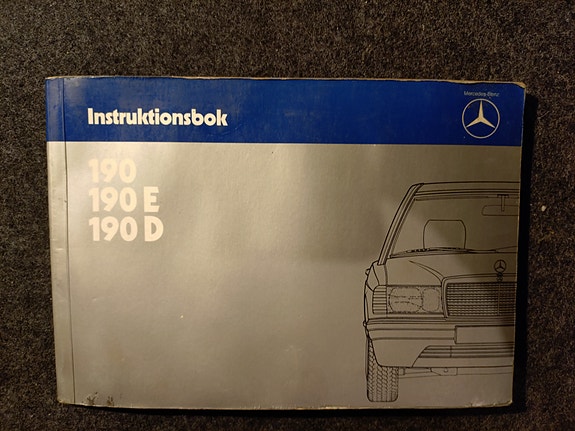 Mercedes-Benz
Instruktionsbok
190
190 E
190 D